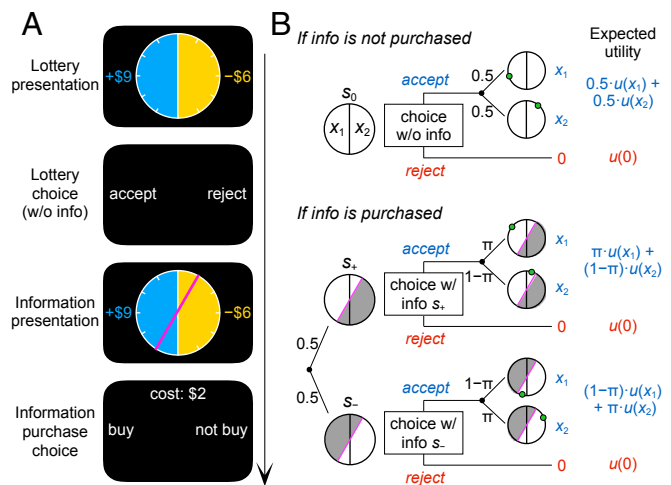 A
Lottery
presentation
+$9
−$6
Lottery
choice
(w/o info)
accept
reject
Information
presentation
+$9
−$6
Information
purchase
choice
cost: $2
buy
not buy
B
If info is not purchased
Expected
utility
s0
x1
x2
choice
w/o info
accept
0.5
0.5
x1
x2
0.5·u(x1) +
0.5·u(x2)
reject
0
u(0)
If info is purchased
0.5
0.5
s+
choice w/
info s+
accept
π
1−π
x1
x2
π·u(x1) +
(1−π)·u(x2)
reject
0
u(0)
s−
choice w/
info s−
accept
1−π
π
x1
x2
(1−π)·u(x1)
+ π·u(x2)
reject
0
u(0)